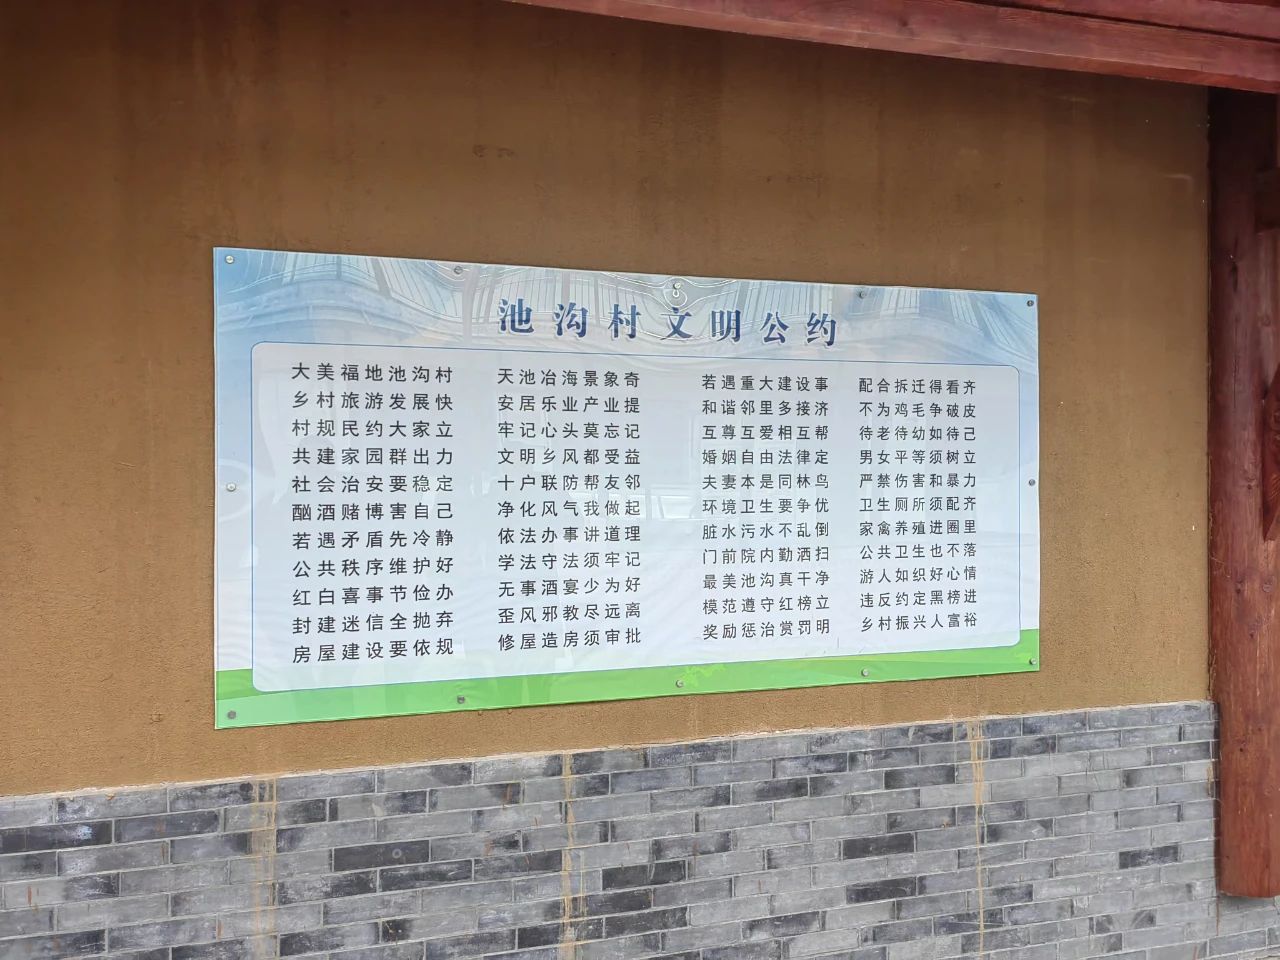 池沟村文明公约
大美福地池沟村 天池冶海景象奇
乡村旅游发展快 安居乐业产业提
村规民约大家立 牢记心头莫忘记
共建家园群出力 文明乡风都受益
社会治安要稳定 十户联防帮友邻
酗酒赌博害自己 净化风气我做起
若遇矛盾先冷静 依法办事讲道理
公共秩序维护好 学法守法须牢记
红白喜事节俭办 无事酒宴少为好
封建迷信全抛弃 歪风邪教尽远离
房屋建设要依规 修屋造房须审批
若遇重大建设事 配合拆迁得看齐
和谐邻里多接济 不为鸡毛争破皮
互尊互爱相互帮 待老待幼如待己
婚姻自由法律定 男女平等须树立
夫妻本是同林鸟 严禁伤害和暴力
环境卫生要争优 卫生厕所须配齐
脏水污水不乱倒 家禽养殖进圈里
门前院内勤洒扫 公共卫生也不落
最美池沟真干净 游人如织好心情
模范遵守红榜立 违反约定黑榜进
奖励惩治赏罚明 乡村振兴人富裕